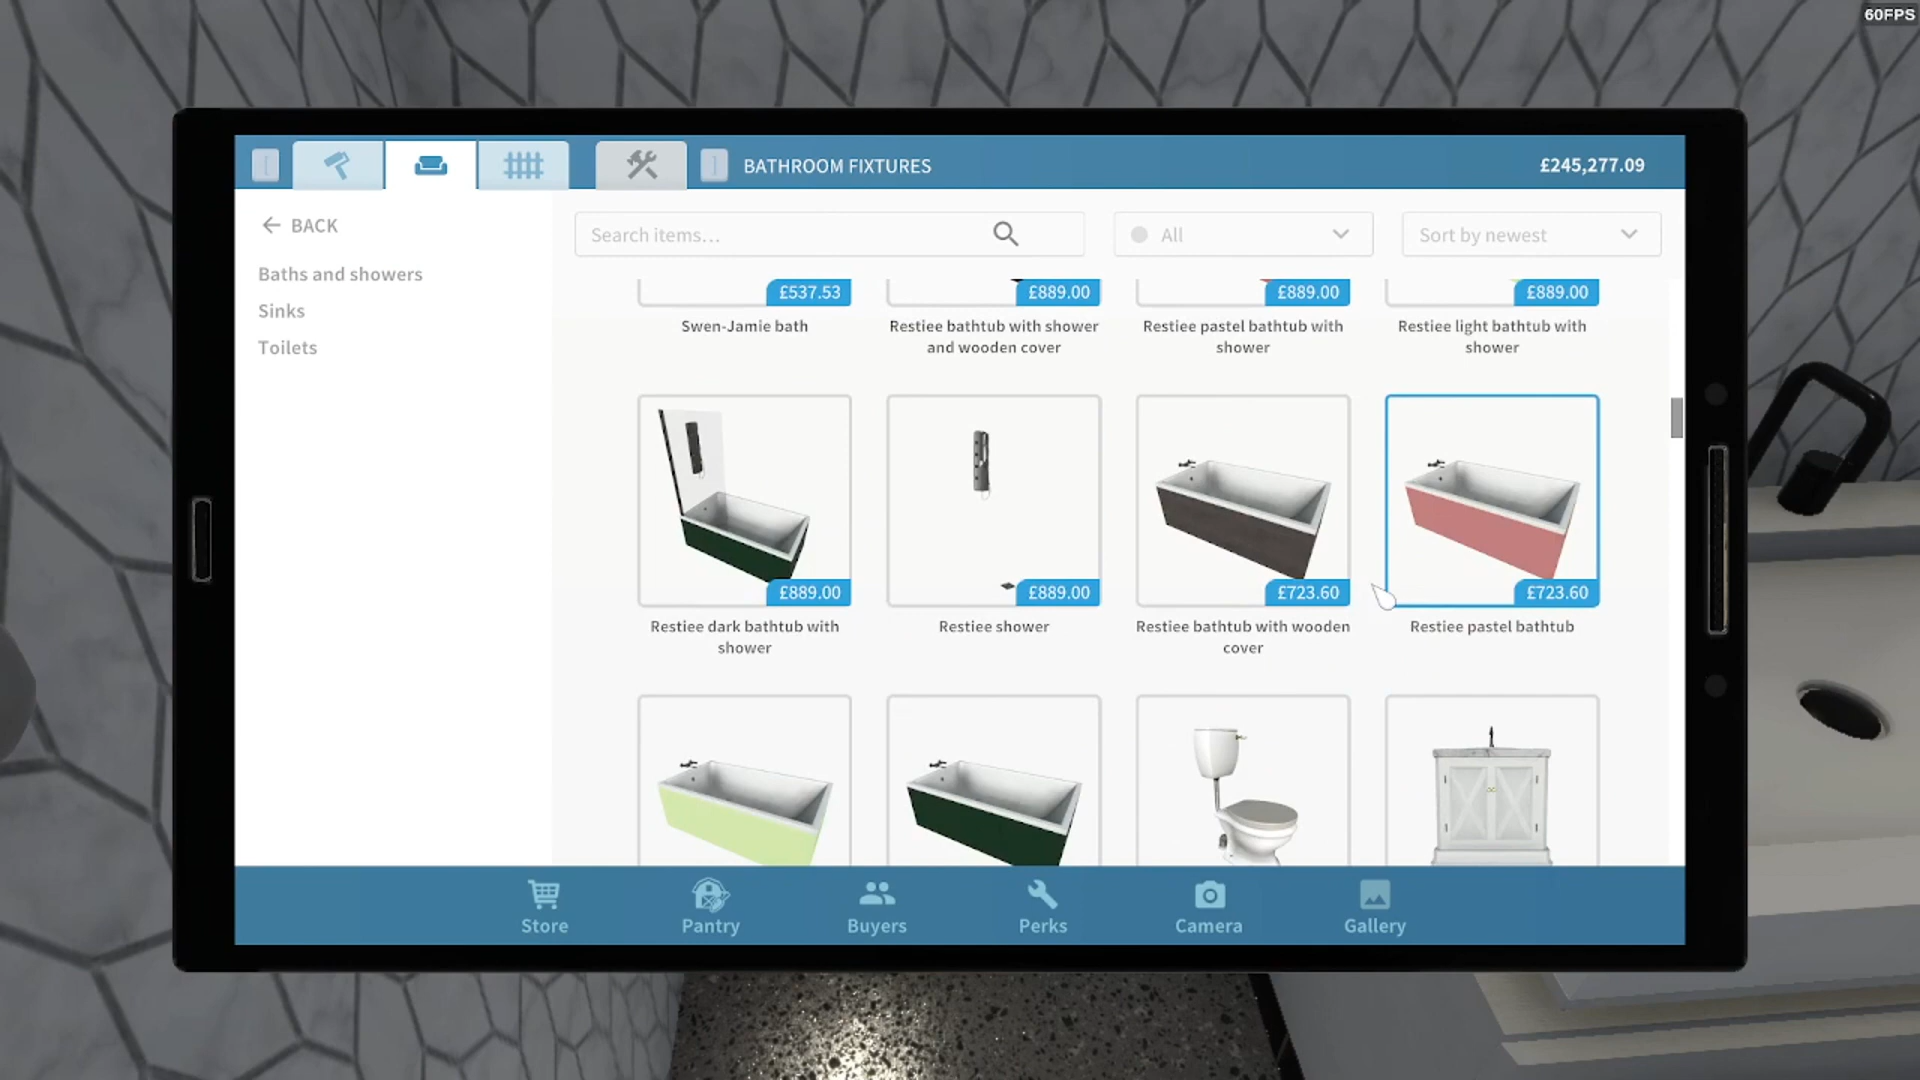 60FPS
BATHROOM FIXTURES
£245,277.09
BACK
Search items...
All
Sort by newest
Baths and showers
Sinks
Toilets
£537.53
£889.00
£889.00
£889.00
Swen-Jamie bath
Restiee bathtub with shower
and wooden cover
Restiee pastel bathtub with
shower
Restiee light bathtub with
shower
£889.00
£889.00
£723.60
£723.60
Restiee dark bathtub with
shower
Restiee shower
Restiee bathtub with wooden
cover
Restiee pastel bathtub
Store
Pantry
Buyers
Perks
Camera
Gallery